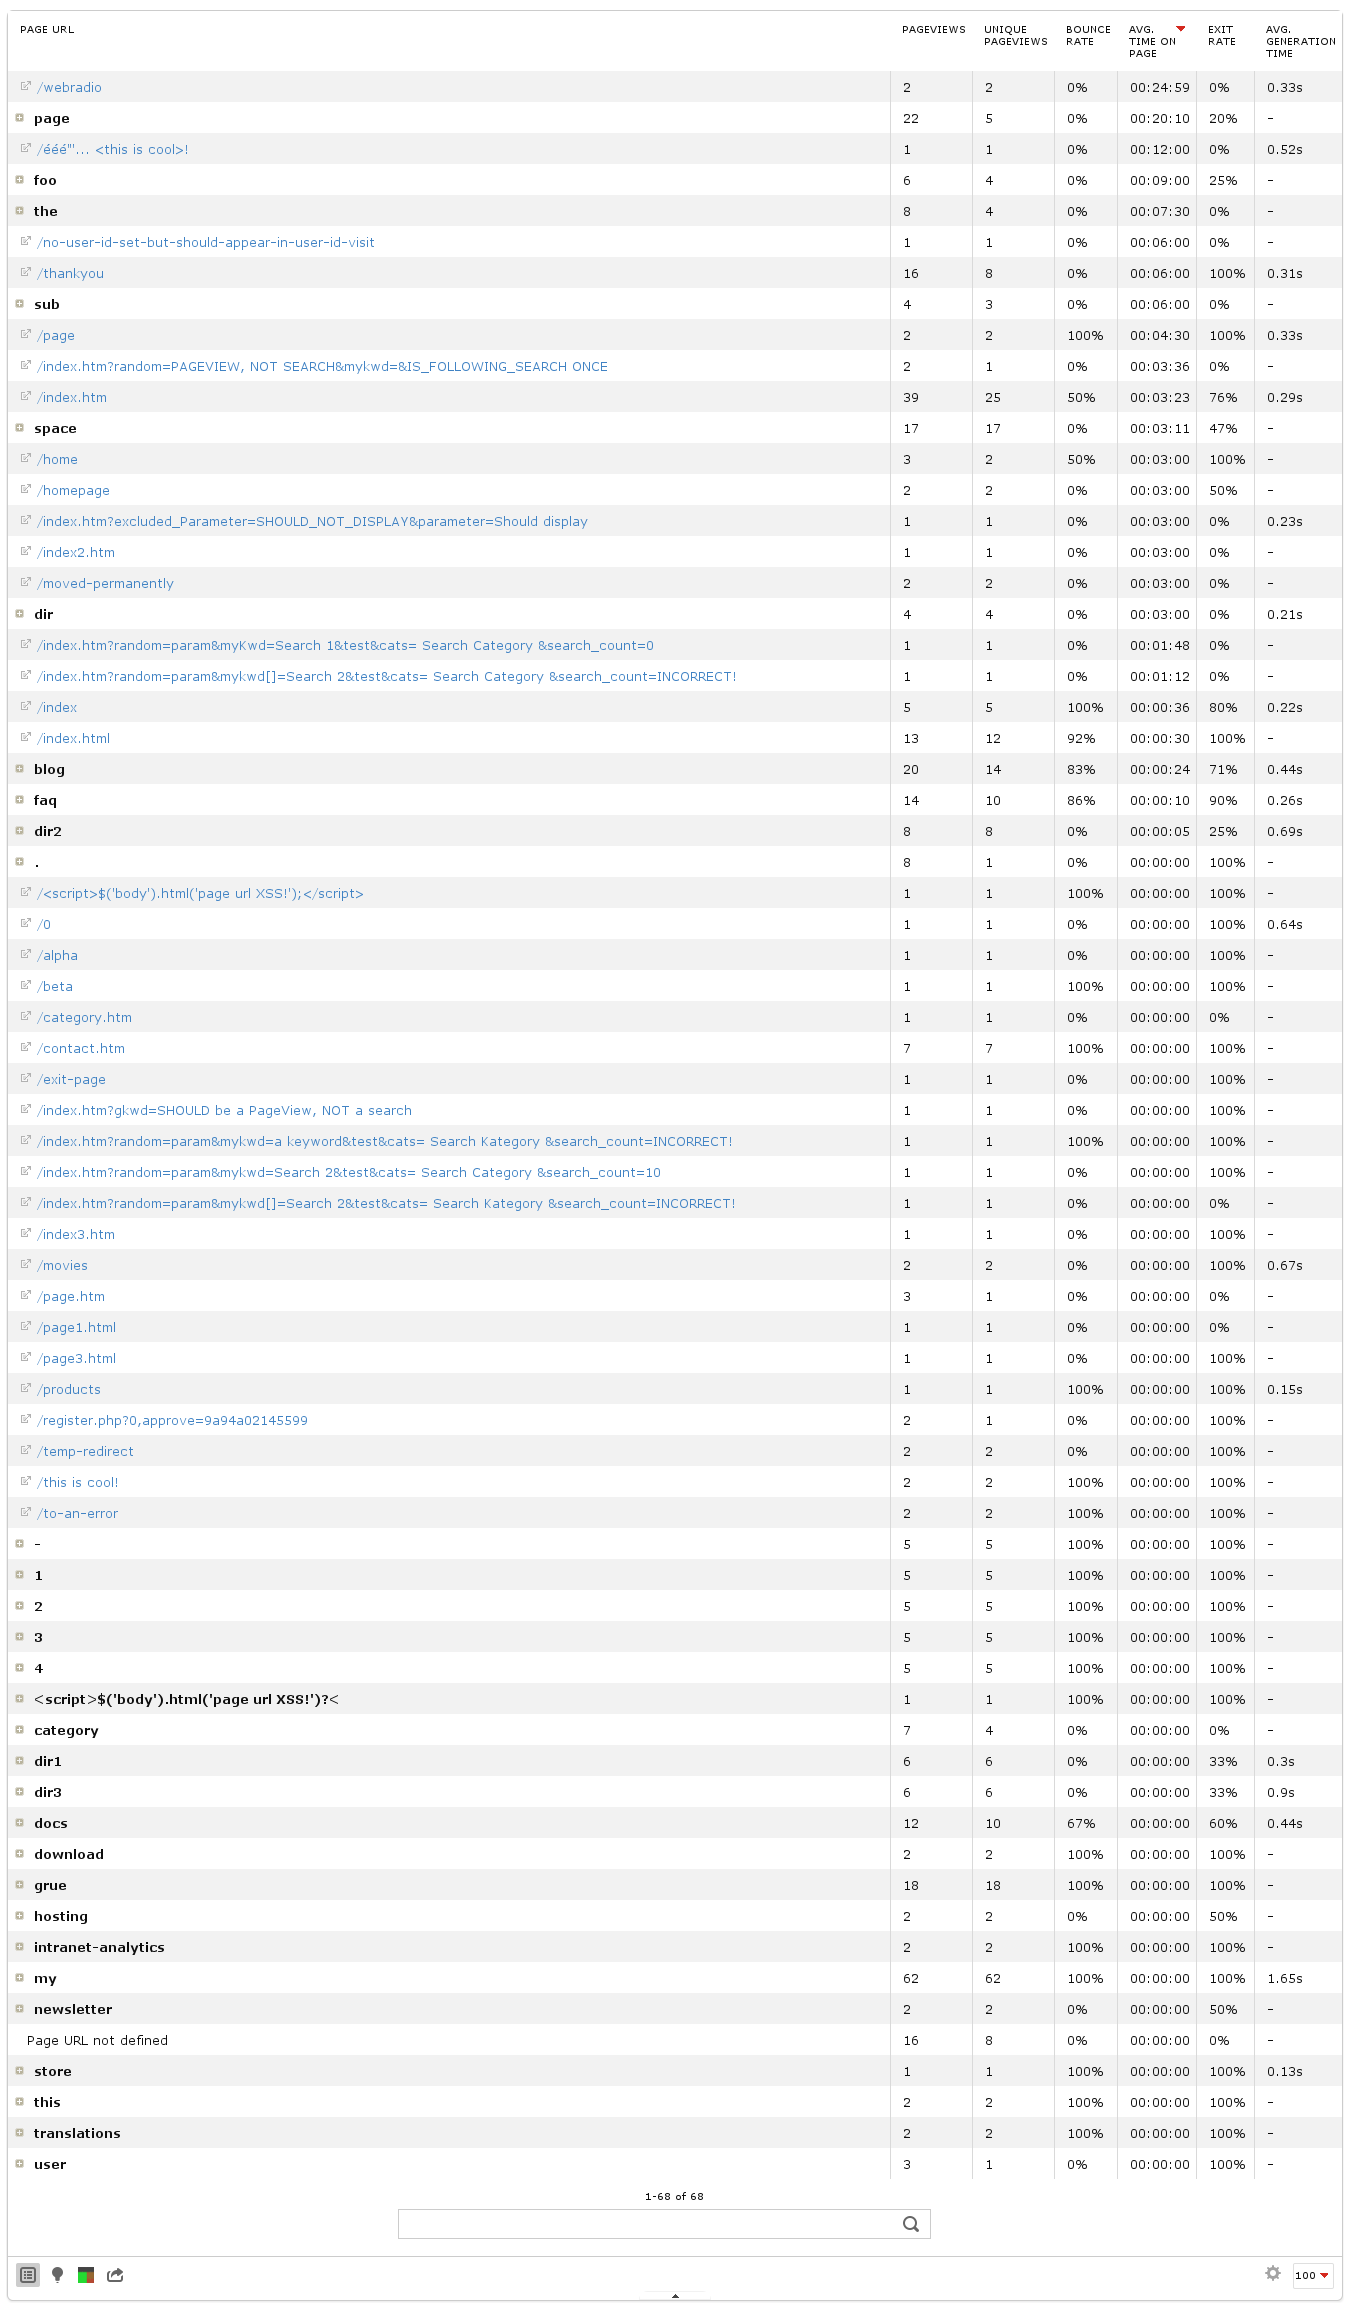 PAGE URL PAGEVIEWS UNIQUE PAGEVIEWS BOUNCE RATE AVG. TIME ON PAGE EXIT RATE AVG. GENERATION TIME
/webradio 2 2 0% 00:24:59 0% 0.33s
page 22 5 0% 00:20:10 20% -
/ééé"'... <this is cool>! 1 1 0% 00:12:00 0% 0.52s
foo 6 4 0% 00:09:00 25% -
the 8 4 0% 00:07:30 0% -
/no-user-id-set-but-should-appear-in-user-id-visit 1 1 0% 00:06:00 0% -
/thankyou 16 8 0% 00:06:00 100% 0.31s
sub 4 3 0% 00:06:00 0% -
/page 2 2 100% 00:04:30 100% 0.33s
/index.htm?random=PAGEVIEW, NOT SEARCH&mykwd=&IS_FOLLOWING_SEARCH ONCE 2 1 0% 00:03:36 0% -
/index.htm 39 25 50% 00:03:23 76% 0.29s
space 17 17 0% 00:03:11 47% -
/home 3 2 50% 00:03:00 100% -
/homepage 2 2 0% 00:03:00 50% -
/index.htm?excluded_Parameter=SHOULD_NOT_DISPLAY&parameter=Should display 1 1 0% 00:03:00 0% 0.23s
/index2.htm 1 1 0% 00:03:00 0% -
/moved-permanently 2 2 0% 00:03:00 0% -
dir 4 4 0% 00:03:00 0% 0.21s
/index.htm?random=param&myKwd=Search 1&test&cats= Search Category &search_count=0 1 1 0% 00:01:48 0% -
/index.htm?random=param&mykwd[]=Search 2&test&cats= Search Category &search_count=INCORRECT! 1 1 0% 00:01:12 0% -
/index 5 5 100% 00:00:36 80% 0.22s
/index.html 13 12 92% 00:00:30 100% -
blog 20 14 83% 00:00:24 71% 0.44s
faq 14 10 86% 00:00:10 90% 0.26s
dir2 8 8 0% 00:00:05 25% 0.69s
. 8 1 0% 00:00:00 100% -
/<script>$('body').html('page url XSS!');</script> 1 1 100% 00:00:00 100% -
/0 1 1 0% 00:00:00 100% 0.64s
/alpha 1 1 0% 00:00:00 100% -
/beta 1 1 100% 00:00:00 100% -
/category.htm 1 1 0% 00:00:00 0% -
/contact.htm 7 7 100% 00:00:00 100% -
/exit-page 1 1 0% 00:00:00 100% -
/index.htm?gkwd=SHOULD be a PageView, NOT a search 1 1 0% 00:00:00 100% -
/index.htm?random=param&mykwd=a keyword&test&cats= Search Kategory &search_count=INCORRECT! 1 1 100% 00:00:00 100% -
/index.htm?random=param&mykwd=Search 2&test&cats= Search Category &search_count=10 1 1 0% 00:00:00 100% -
/index.htm?random=param&mykwd[]=Search 2&test&cats= Search Kategory &search_count=INCORRECT! 1 1 0% 00:00:00 0% -
/index3.htm 1 1 0% 00:00:00 100% -
/movies 2 2 0% 00:00:00 100% 0.67s
/page.htm 3 1 0% 00:00:00 0% -
/page1.html 1 1 0% 00:00:00 0% -
/page3.html 1 1 0% 00:00:00 100% -
/products 1 1 100% 00:00:00 100% 0.15s
/register.php?0,approve=9a94a02145599 2 1 0% 00:00:00 100% -
/temp-redirect 2 2 0% 00:00:00 100% -
/this is cool! 2 2 100% 00:00:00 100% -
/to-an-error 2 2 100% 00:00:00 100% -
- 5 5 100% 00:00:00 100% -
1 5 5 100% 00:00:00 100% -
2 5 5 100% 00:00:00 100% -
3 5 5 100% 00:00:00 100% -
4 5 5 100% 00:00:00 100% -
<script>$('body').html('page url XSS!')?< 1 1 100% 00:00:00 100% -
category 7 4 0% 00:00:00 0% -
dir1 6 6 0% 00:00:00 33% 0.3s
dir3 6 6 0% 00:00:00 33% 0.9s
docs 12 10 67% 00:00:00 60% 0.44s
download 2 2 100% 00:00:00 100% -
grue 18 18 100% 00:00:00 100% -
hosting 2 2 0% 00:00:00 50% -
intranet-analytics 2 2 100% 00:00:00 100% -
my 62 62 100% 00:00:00 100% 1.65s
newsletter 2 2 0% 00:00:00 50% -
Page URL not defined 16 8 0% 00:00:00 0% -
store 1 1 100% 00:00:00 100% 0.13s
this 2 2 100% 00:00:00 100% -
translations 2 2 100% 00:00:00 100% -
user 3 1 0% 00:00:00 100% -
1-68 of 68
100